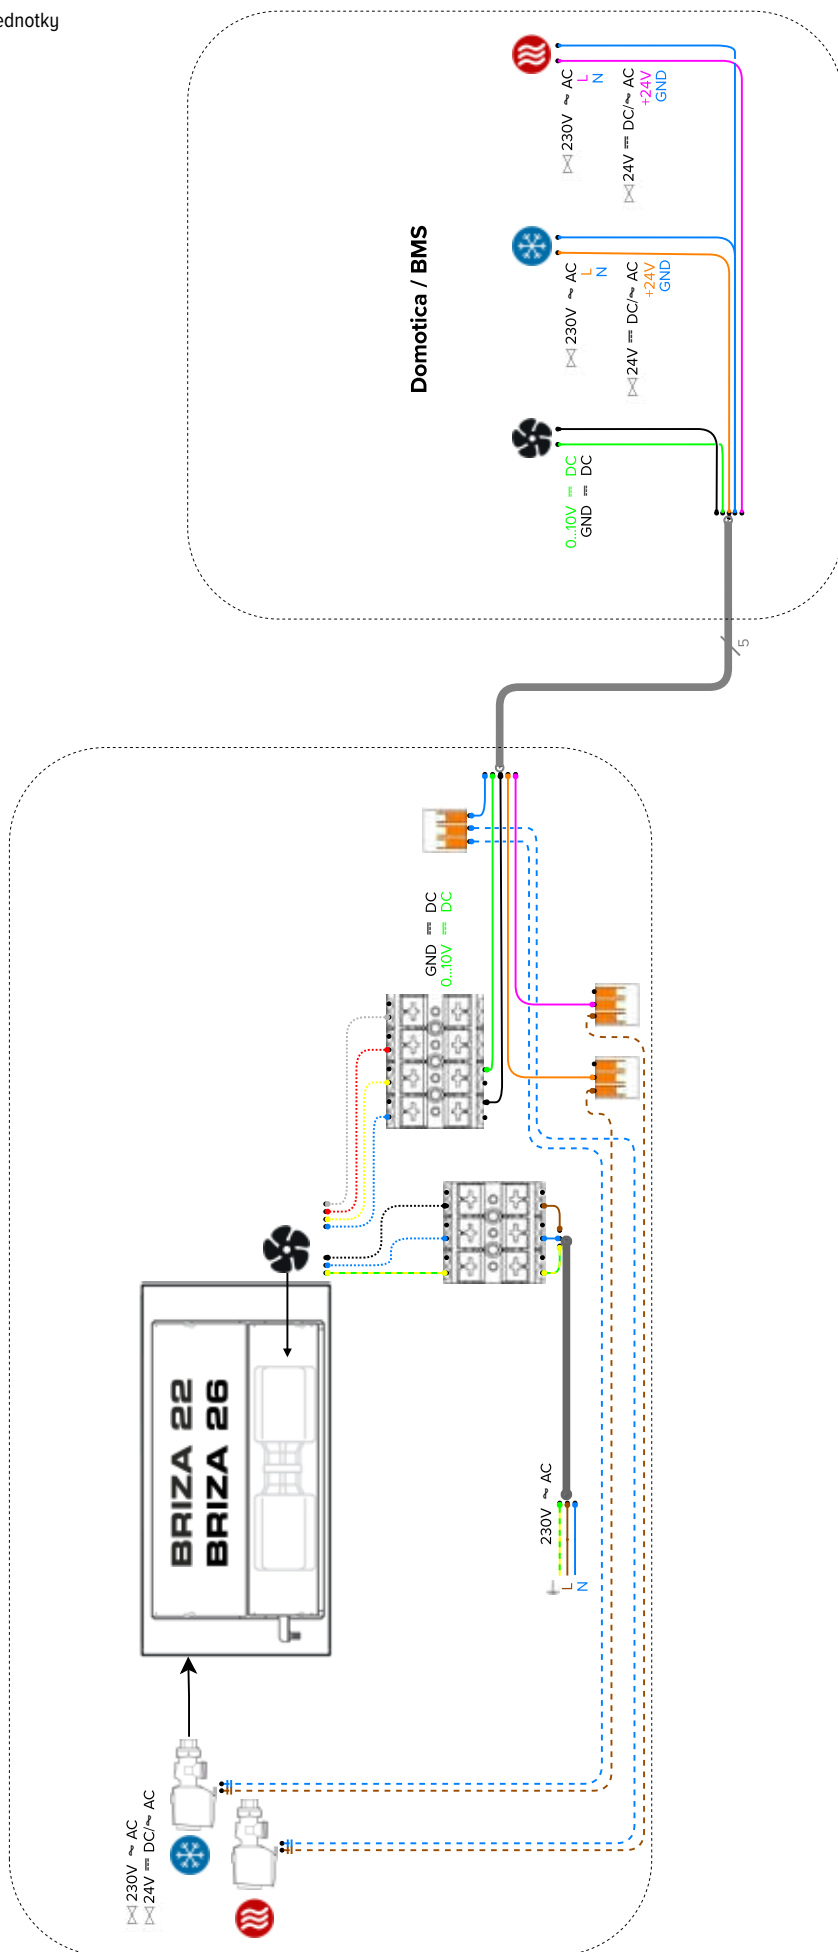 ednotky
230V ~ AC
L
N
24V ⎓ DC/~ AC
+24V
GND
Domotica / BMS
230V ~ AC
L
N
24V ⎓ DC/~ AC
+24V
GND
0...10V ⎓ DC
GND ⎓ DC
5
GND ⎓ DC
0...10V ⎓ DC
BRIZA 22
BRIZA 26
230V ~ AC
L
N
230V ~ AC
24V ⎓ DC/~ AC